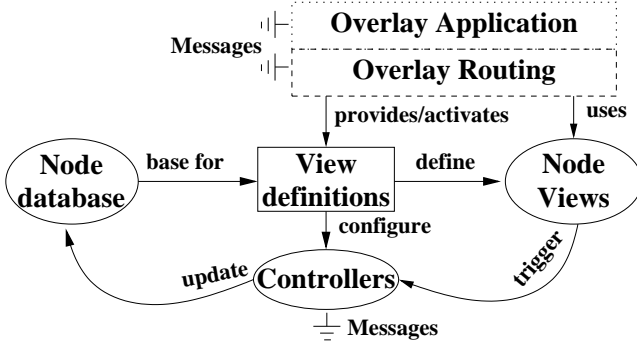 Overlay Application
Messages
Overlay Routing
provides/activates
uses
Node
database
base for
View
definitions
define
Node
Views
configure
update
Controllers
trigger
Messages